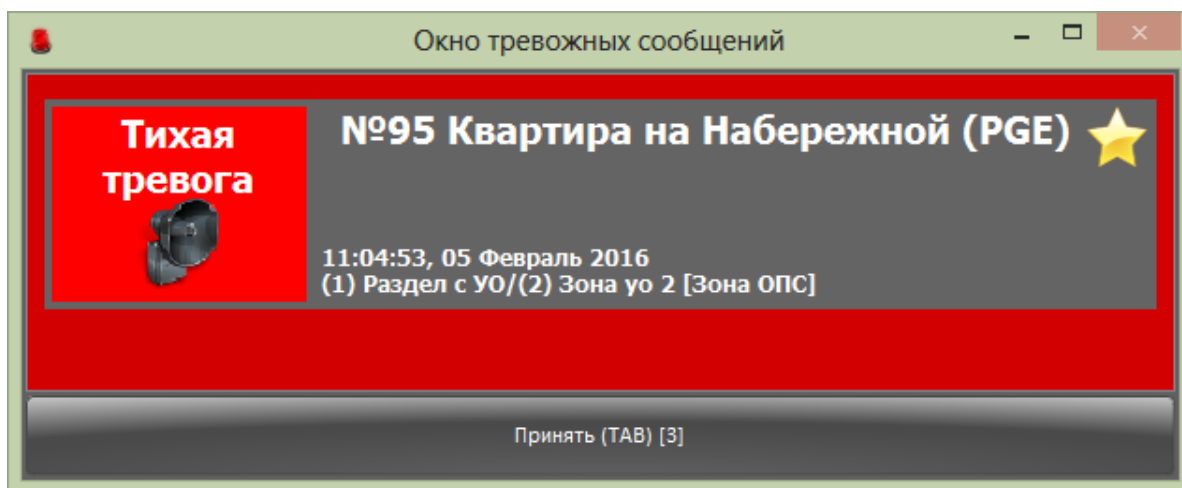 Окно тревожных сообщений
Тихая
тревога
№95 Квартира на Набережной (PGE)
11:04:53, 05 Февраль 2016
(1) Раздел с УО/(2) Зона уо 2 [Зона ОПС]
Принять (TAB) [3]